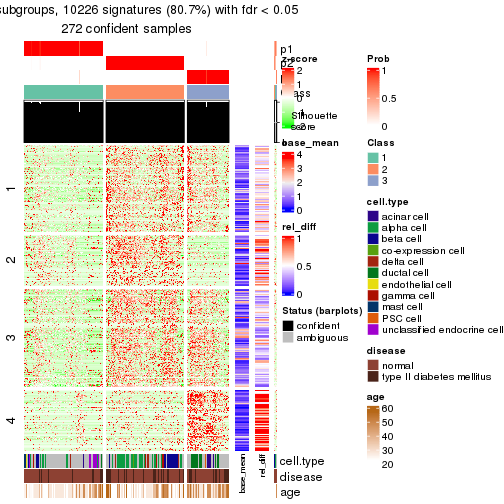 subgroups, 10226 signatures (80.7%) with fdr < 0.05
272 confident samples
p1
p2
z-score
2
1
0
Silhouette
score
base_mean
4
3
2
1
0
rel_diff
1
0.5
0
Status (barplots)
confident
ambiguous
Prob
1
0.5
0
Class
1
2
3
cell.type
acinar cell
alpha cell
beta cell
co-expression cell
delta cell
ductal cell
endothelial cell
gamma cell
mast cell
PSC cell
unclassified endocrine cell
disease
normal
type II diabetes mellitus
age
60
50
40
30
20
1
2
3
4
cell.type
disease
age
base_mean
rel_diff